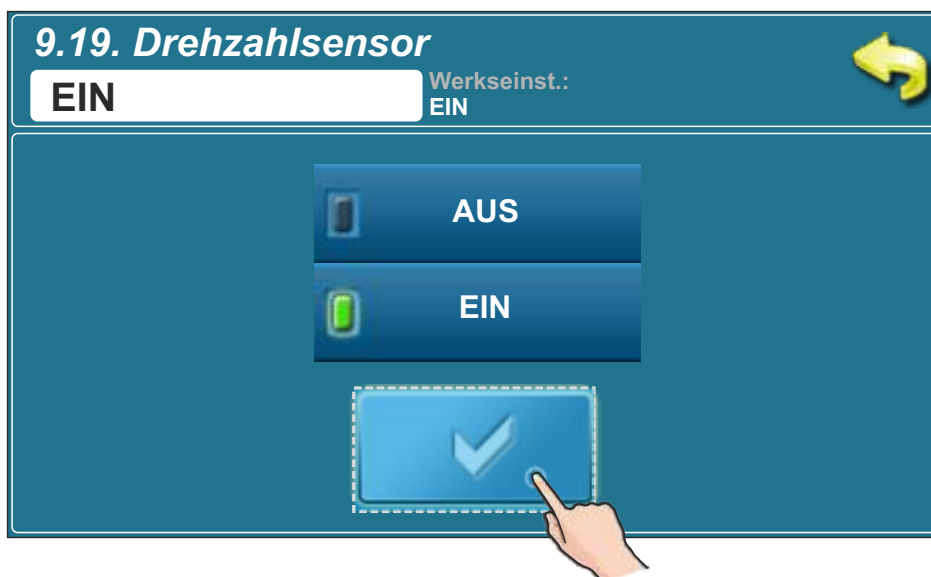 9.19. Drehzahlsensor
EIN
Werkseinst.:
EIN
AUS
EIN